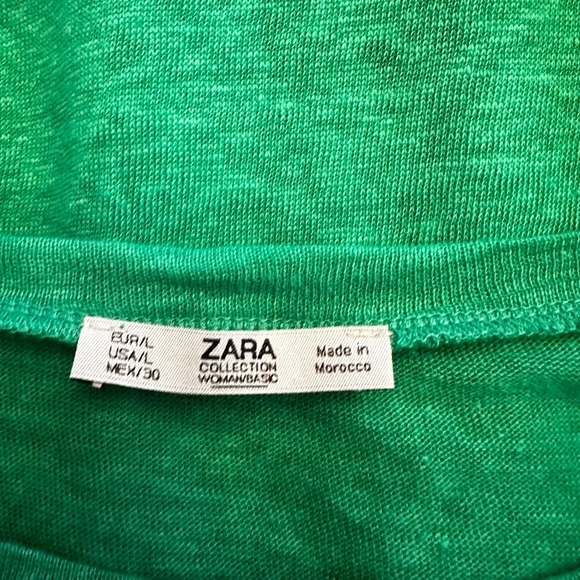 EUR/L
USA/L
MEX/30
ZARA
COLLECTION
WOMAN/BASIC
Made in
Morocco